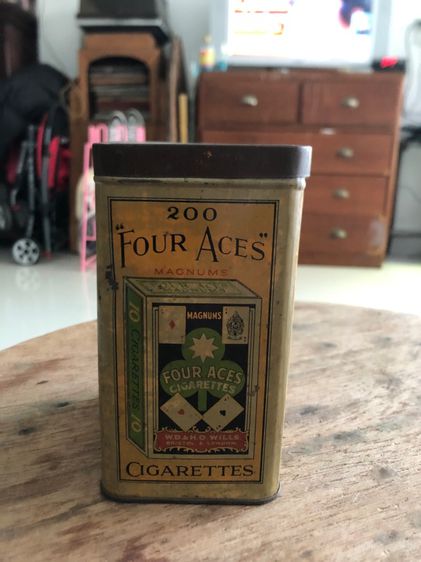 200
"FOUR ACES"
MAGNUMS
MAGNUMS
10 CIGARETTES 10
FOUR ACES
CIGARETTES
W.D.& H.O. WILLS
BRISTOL & LONDON
CIGARETTES